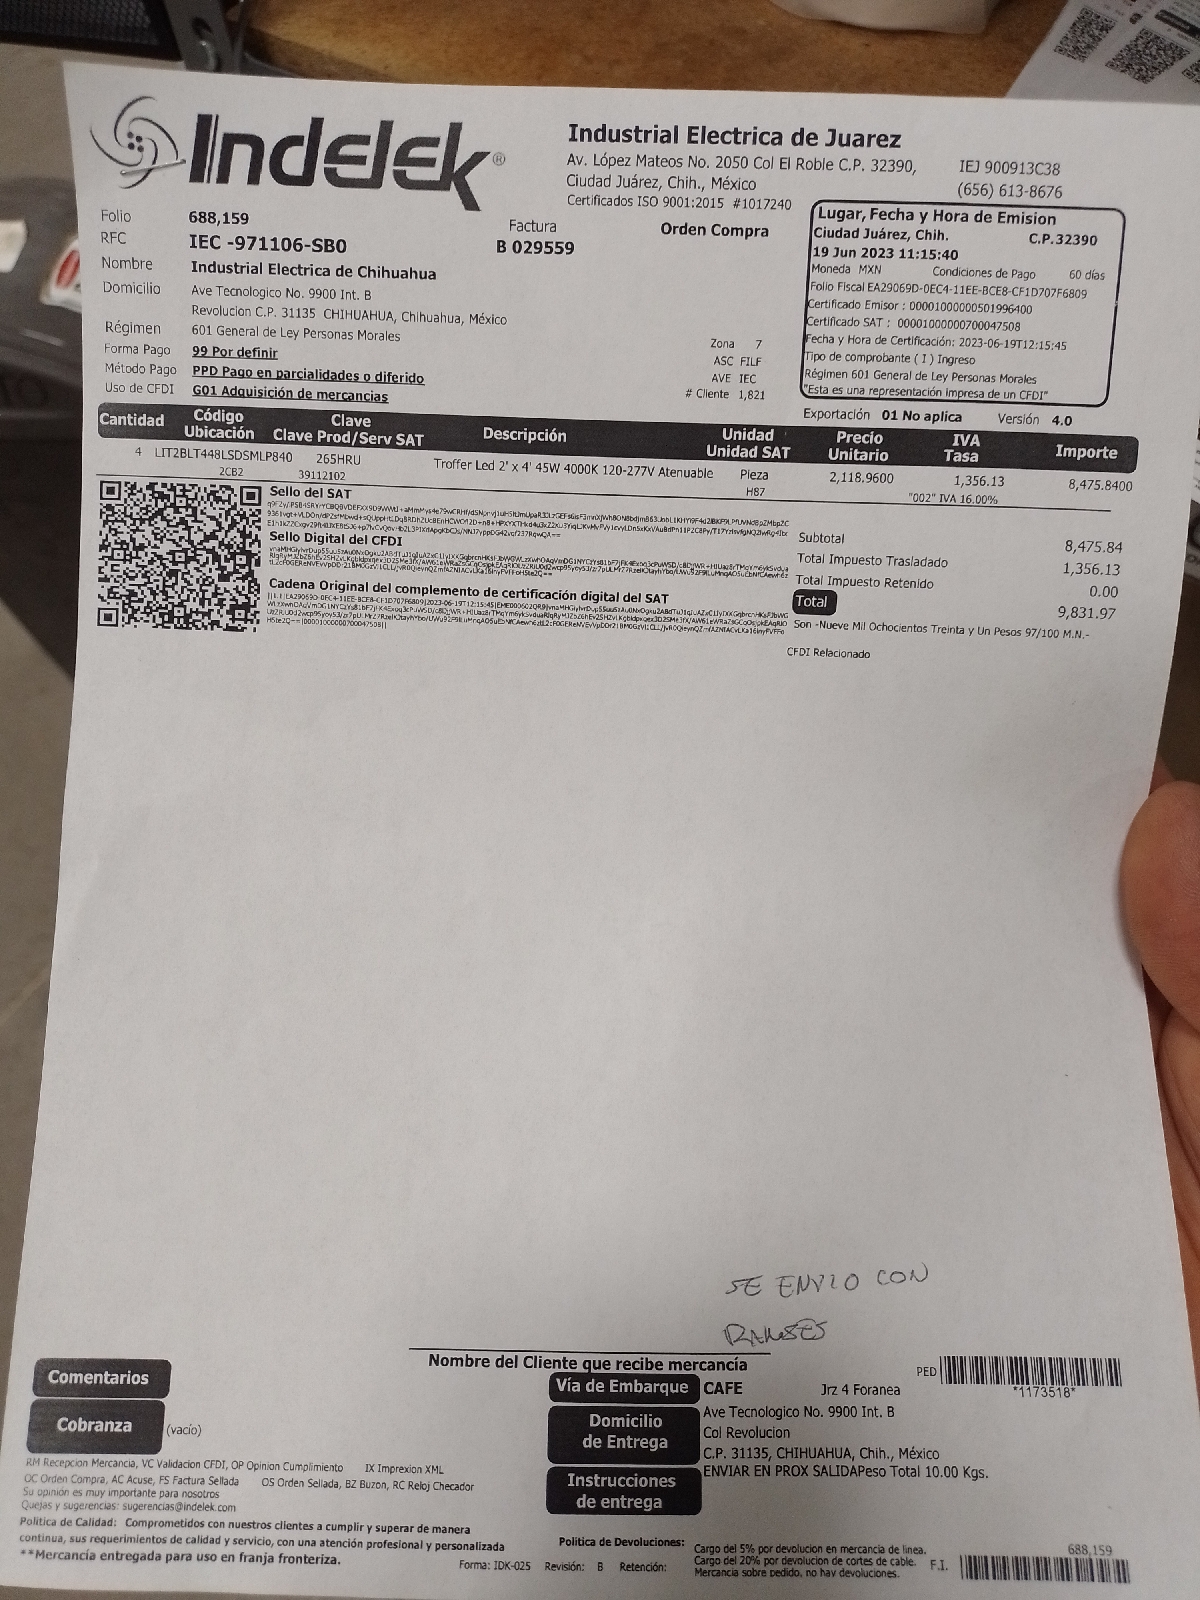 Indelek®
Industrial Electrica de Juarez
Av. López Mateos No. 2050 Col El Roble C.P. 32390,
Ciudad Juárez, Chih., México
Certificados ISO 9001:2015 #1017240
IEJ 900913C38
(656) 613-8676
Folio 688,159
RFC IEC -971106-SB0
Factura
B 029559
Orden Compra
Nombre Industrial Electrica de Chihuahua
Domicilio Ave Tecnologico No. 9900 Int. B
Revolucion C.P. 31135 CHIHUAHUA, Chihuahua, México
Régimen 601 General de Ley Personas Morales
Forma Pago 99 Por definir
Método Pago PPD Pago en parcialidades o diferido
Uso de CFDI G01 Adquisición de mercancias
Zona 7
ASC FILF
AVE IEC
# Cliente 1,821
Lugar, Fecha y Hora de Emision
Ciudad Juárez, Chih. C.P.32390
19 Jun 2023 11:15:40
Moneda MXN Condiciones de Pago 60 días
Folio Fiscal EA29069D-0EC4-11EE-BCE8-CF1D707F6809
Certificado Emisor : 00001000000501996400
Certificado SAT : 00001000000700047508
Fecha y Hora de Certificación: 2023-06-19T12:15:45
Tipo de comprobante ( I ) Ingreso
Régimen 601 General de Ley Personas Morales
"Esta es una representación impresa de un CFDI"
Exportación 01 No aplica Versión 4.0
Cantidad Código Ubicación Clave Clave Prod/Serv SAT Descripción Unidad Unidad SAT Precio Unitario IVA Tasa Importe
4 LIT2BLT448LSDSMLP840 265HRU Troffer Led 2' x 4' 45W 4000K 120-277V Atenuable Pieza 2,118.9600 1,356.13 8,475.8400
2CB2 39112102 H87 "002" IVA 16.00%
Sello del SAT
Sello Digital del CFDI
Cadena Original del complemento de certificación digital del SAT
Subtotal 8,475.84
Total Impuesto Trasladado 1,356.13
Total Impuesto Retenido 0.00
Total 9,831.97
Son -Nueve Mil Ochocientos Treinta y Un Pesos 97/100 M.N.-
CFDI Relacionado
SE ENVIO CON
RAMSES
Nombre del Cliente que recibe mercancía
Comentarios
Cobranza (vacio)
Vía de Embarque CAFE Jrz 4 Foranea
PED
*1173518*
Domicilio de Entrega
Ave Tecnologico No. 9900 Int. B
Col Revolucion
C.P. 31135, CHIHUAHUA, Chih., México
Instrucciones de entrega
ENVIAR EN PROX SALIDAPeso Total 10.00 Kgs.
RM Recepcion Mercancia, VC Validacion CFDI, OP Opinion Cumplimiento IX Imprexion XML
OC Orden Compra, AC Acuse, FS Factura Sellada OS Orden Sellada, BZ Buzon, RC Reloj Checador
Su opinión es muy importante para nosotros
Quejas y sugerencias: sugerencias@indelek.com
Politica de Calidad: Comprometidos con nuestros clientes a cumplir y superar de manera
continua, sus requerimientos de calidad y servicio, con una atención profesional y personalizada
**Mercancía entregada para uso en franja fronteriza.
Forma: IDK-025 Revisión: B Retención:
Politica de Devoluciones: Cargo del 5% por devolucion en mercancia de linea.
Cargo del 20% por devolucion de cortes de cable.
Mercancia sobre pedido, no hay devoluciones.
F.I.
688,159